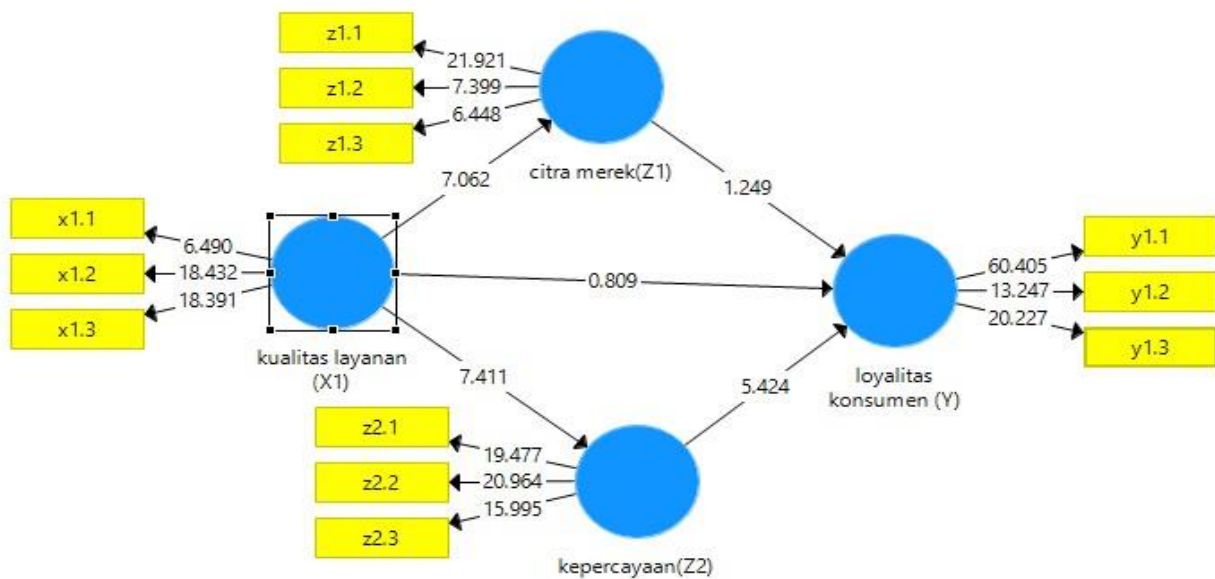 z1.1
z1.2
z1.3
21.921
7.399
6.448
citra merek(Z1)
7.062
1.249
x1.1
x1.2
x1.3
6.490
18.432
18.391
kualitas layanan
(X1)
0.809
y1.1
y1.2
y1.3
60.405
13.247
20.227
loyalitas
konsumen (Y)
7.411
5.424
z2.1
z2.2
z2.3
19.477
20.964
15.995
kepercayaan(Z2)